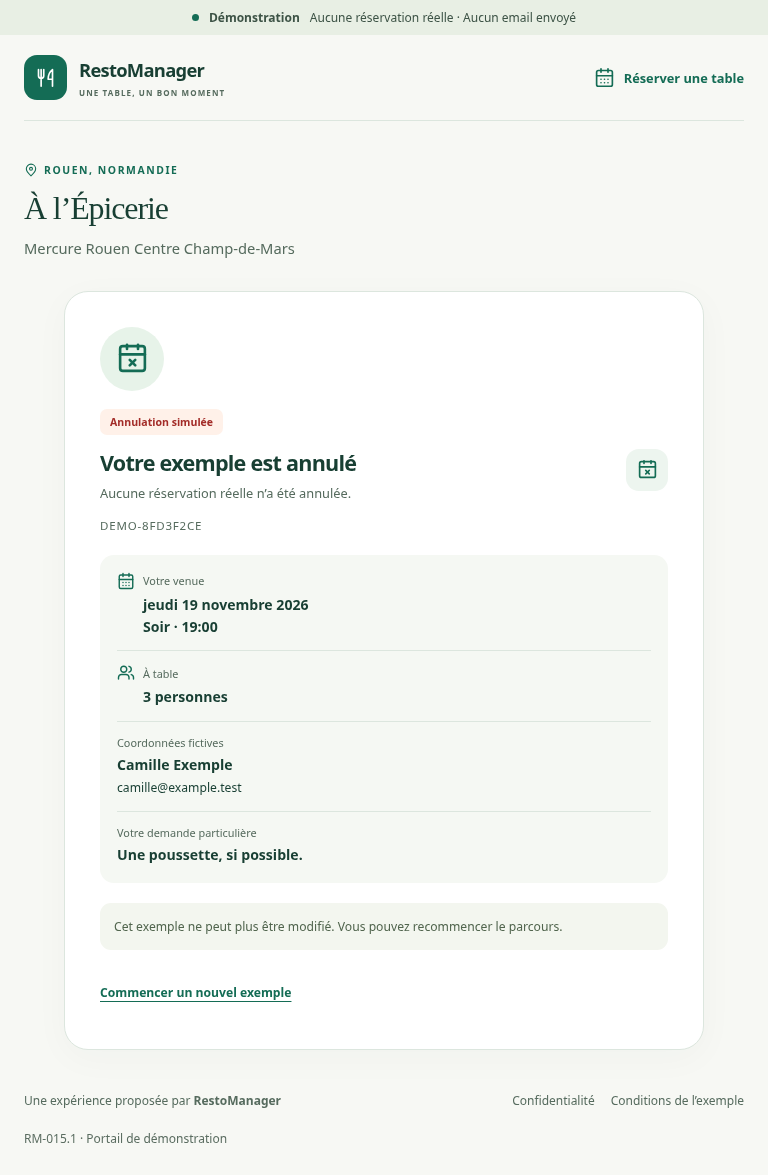 Démonstration Aucune réservation réelle · Aucun email envoyé
RestoManager
UNE TABLE, UN BON MOMENT
Réserver une table
ROUEN, NORMANDIE
À l’Épicerie
Mercure Rouen Centre Champ-de-Mars
Annulation simulée
Votre exemple est annulé
Aucune réservation réelle n’a été annulée.
DEMO-8FD3F2CE
Votre venue
jeudi 19 novembre 2026
Soir · 19:00
À table
3 personnes
Coordonnées fictives
Camille Exemple
camille@example.test
Votre demande particulière
Une poussette, si possible.
Cet exemple ne peut plus être modifié. Vous pouvez recommencer le parcours.
Commencer un nouvel exemple
Une expérience proposée par RestoManager
Confidentialité Conditions de l’exemple
RM-015.1 · Portail de démonstration